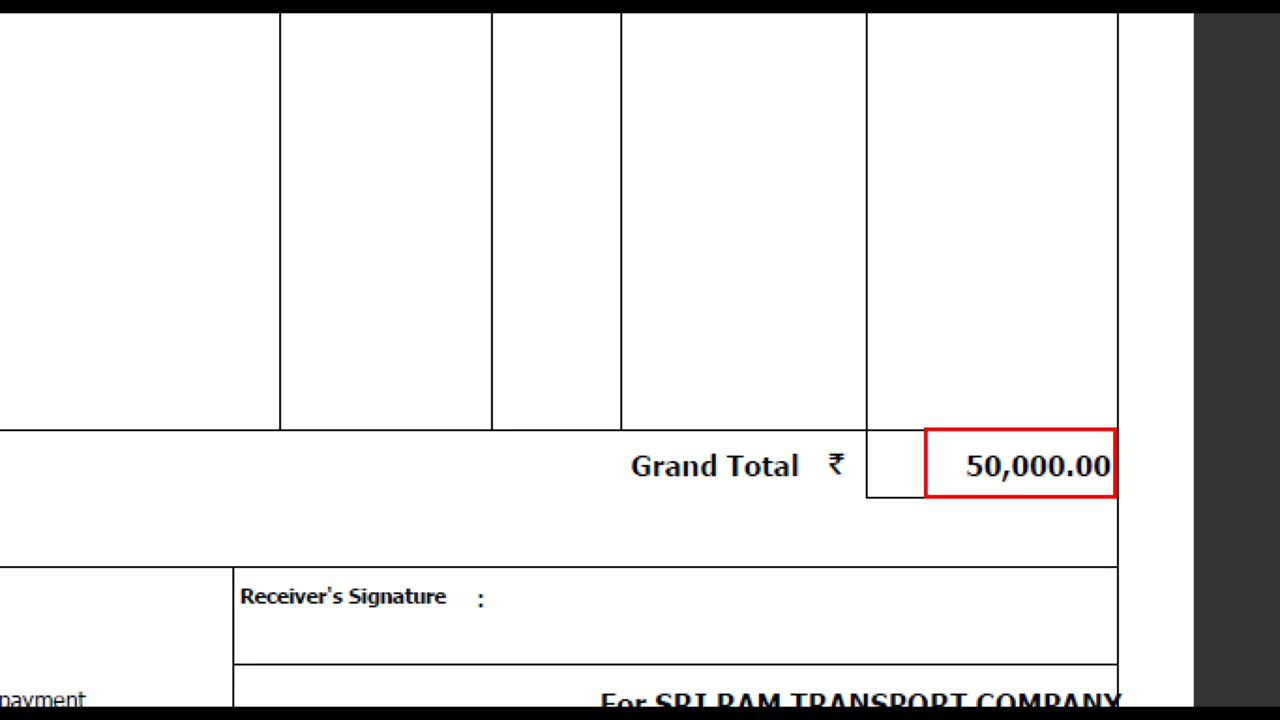 Grand Total ₹ 50,000.00
Receiver's Signature :
payment
For SRI RAM TRANSPORT COMPANY